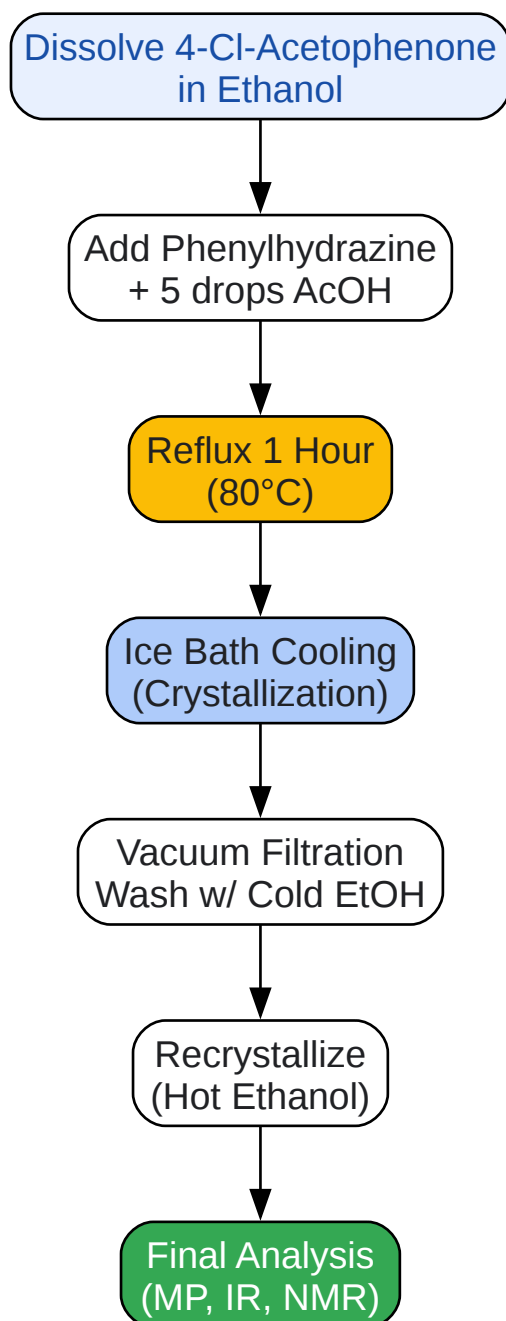 Dissolve 4-Cl-Acetophenone
in Ethanol
Add Phenylhydrazine
+ 5 drops AcOH
Reflux 1 Hour
(80°C)
Ice Bath Cooling
(Crystallization)
Vacuum Filtration
Wash w/ Cold EtOH
Recrystallize
(Hot Ethanol)
Final Analysis
(MP, IR, NMR)